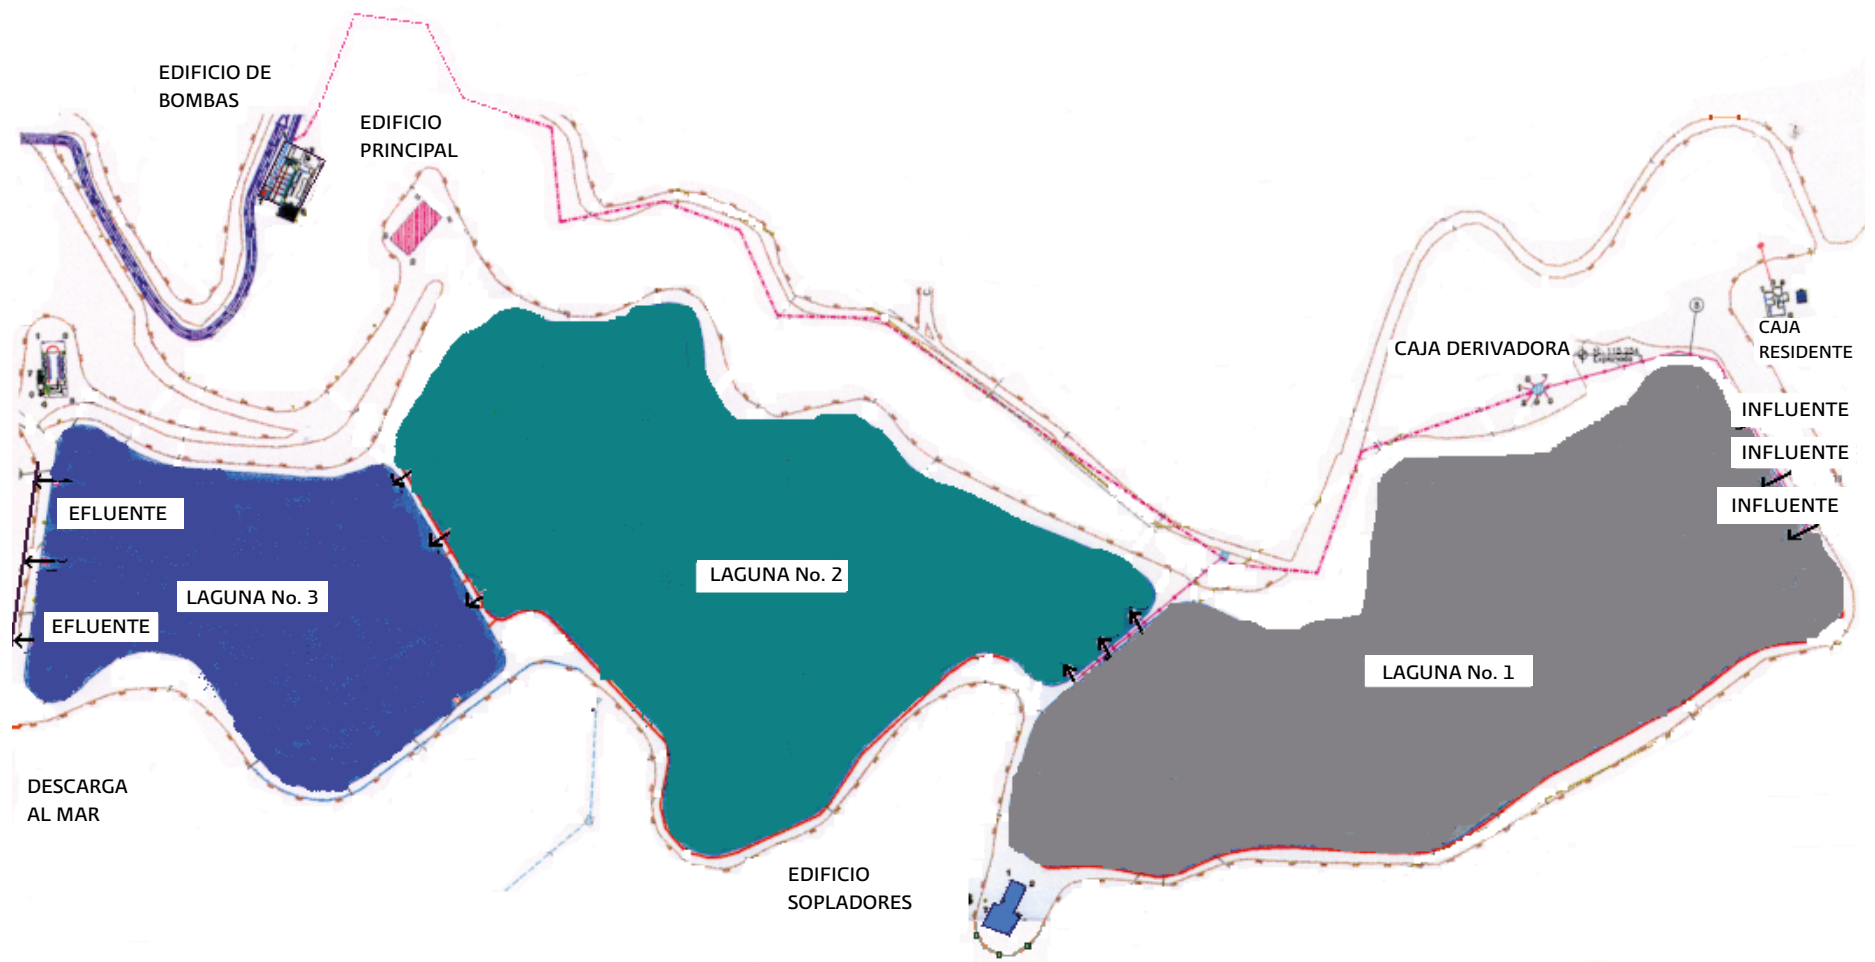 EDIFICIO DE
BOMBAS
EDIFICIO
PRINCIPAL
CAJA DERIVADORA
CAJA
RESIDENTE
INFLUENTE
INFLUENTE
INFLUENTE
EFLUENTE
LAGUNA No. 3
EFLUENTE
LAGUNA No. 2
LAGUNA No. 1
DESCARGA
AL MAR
EDIFICIO
SOPLADORES